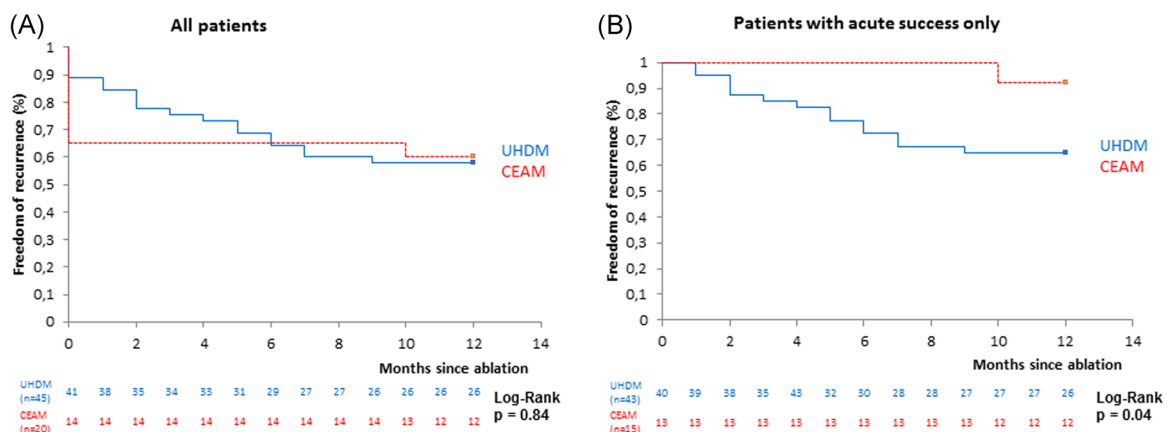 (A)
All patients
Freedom of recurrence (%)
1
0,9
0,8
0,7
0,6
0,5
0,4
0,3
0,2
0,1
0
0 2 4 6 8 10 12 14
Months since ablation
UHDM
CEAM
UHDM (n=45) 41 38 35 34 33 31 29 27 27 26 26 26 26
CEAM (n=20) 14 14 14 14 14 14 14 14 14 14 13 12 12
Log-Rank
p = 0.84
(B)
Patients with acute success only
Freedom of recurrence (%)
1
0,9
0,8
0,7
0,6
0,5
0,4
0,3
0,2
0,1
0
0 2 4 6 8 10 12 14
Months since ablation
UHDM
CEAM
UHDM (n=43) 40 39 38 35 43 32 30 28 28 27 27 27 26
CEAM (n=15) 13 13 13 13 13 13 13 13 13 13 12 12 12
Log-Rank
p = 0.04